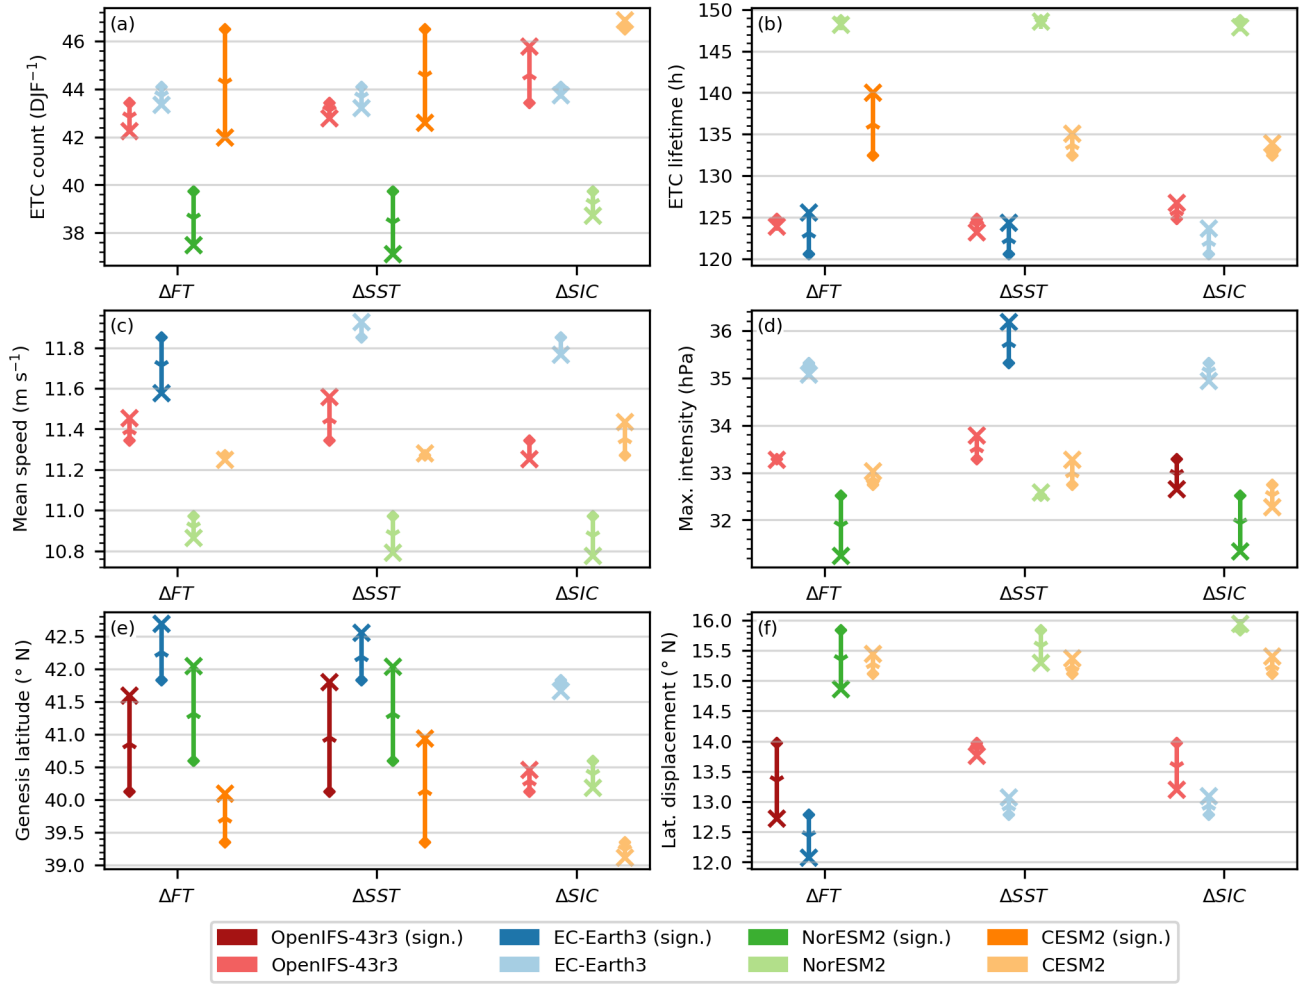 (a)
ETC count (DJF⁻¹)
46
44
42
40
38
ΔFT
ΔSST
ΔSIC
(b)
ETC lifetime (h)
150
145
140
135
130
125
120
ΔFT
ΔSST
ΔSIC
(c)
Mean speed (m s⁻¹)
11.8
11.6
11.4
11.2
11.0
10.8
ΔFT
ΔSST
ΔSIC
(d)
Max. intensity (hPa)
36
35
34
33
32
ΔFT
ΔSST
ΔSIC
(e)
Genesis latitude (° N)
42.5
42.0
41.5
41.0
40.5
40.0
39.5
39.0
ΔFT
ΔSST
ΔSIC
(f)
Lat. displacement (° N)
16.0
15.5
15.0
14.5
14.0
13.5
13.0
12.5
12.0
ΔFT
ΔSST
ΔSIC
OpenIFS-43r3 (sign.) EC-Earth3 (sign.) NorESM2 (sign.) CESM2 (sign.)
OpenIFS-43r3 EC-Earth3 NorESM2 CESM2